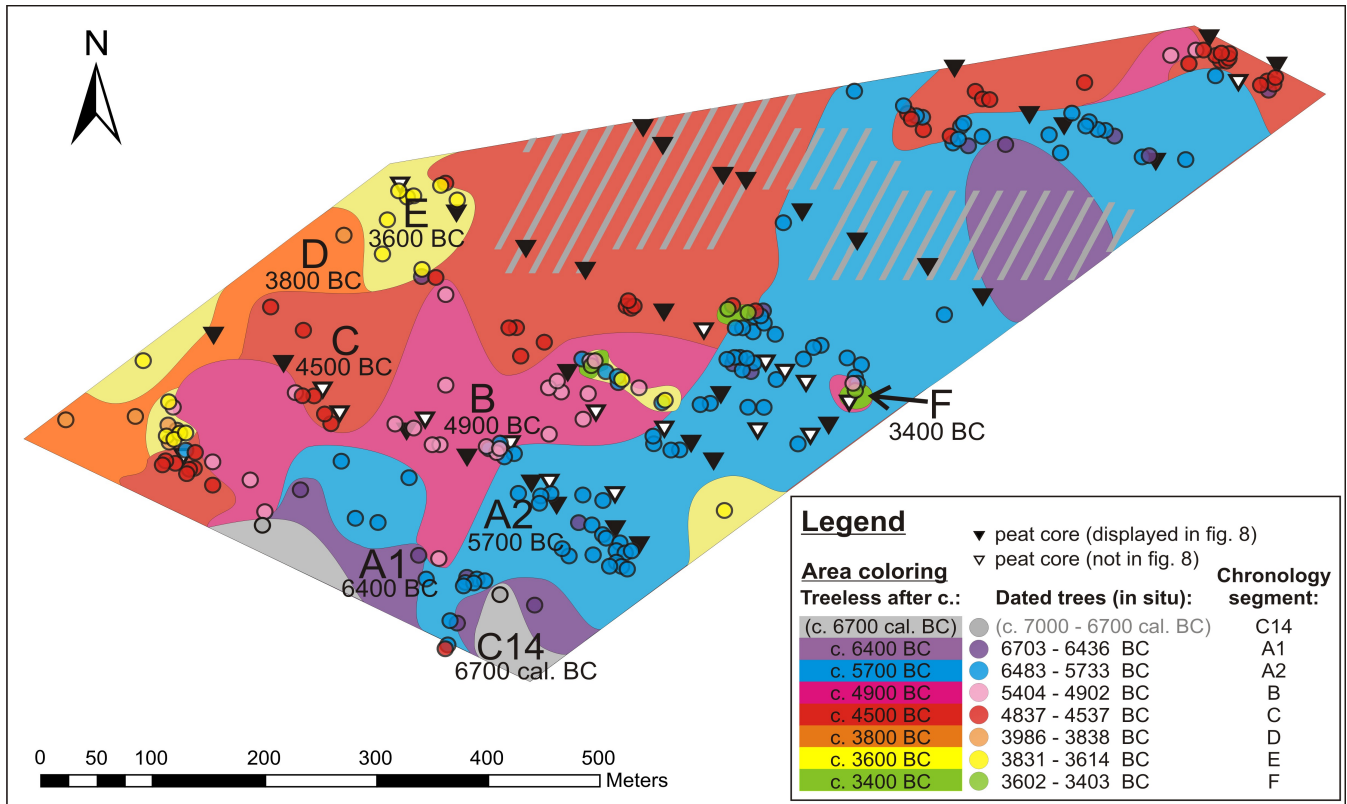 N
E
3600 BC
D
3800 BC
C
4500 BC
B
4900 BC
F
3400 BC
A2
5700 BC
A1
6400 BC
C14
6700 cal. BC
0 50 100 200 300 400 500
Meters
Legend
peat core (displayed in fig. 8)
peat core (not in fig. 8)
Area coloring
Treeless after c.: Dated trees (in situ): Chronology segment:
(c. 6700 cal. BC) (c. 7000 - 6700 cal. BC) C14
c. 6400 BC 6703 - 6436 BC A1
c. 5700 BC 6483 - 5733 BC A2
c. 4900 BC 5404 - 4902 BC B
c. 4500 BC 4837 - 4537 BC C
c. 3800 BC 3986 - 3838 BC D
c. 3600 BC 3831 - 3614 BC E
c. 3400 BC 3602 - 3403 BC F